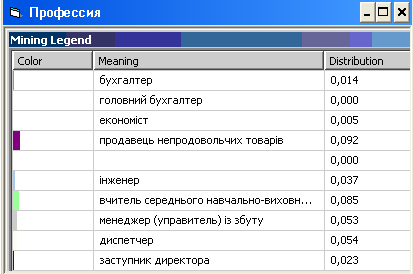 Профессия
Mining Legend
Color Meaning Distribution
бухгалтер 0,014
головний бухгалтер 0,000
економіст 0,005
продавець непродовольчих товарів 0,092
0,000
інженер 0,037
вчитель середнього навчально-виховн... 0,085
менеджер (управитель) із збуту 0,053
диспетчер 0,054
заступник директора 0,023